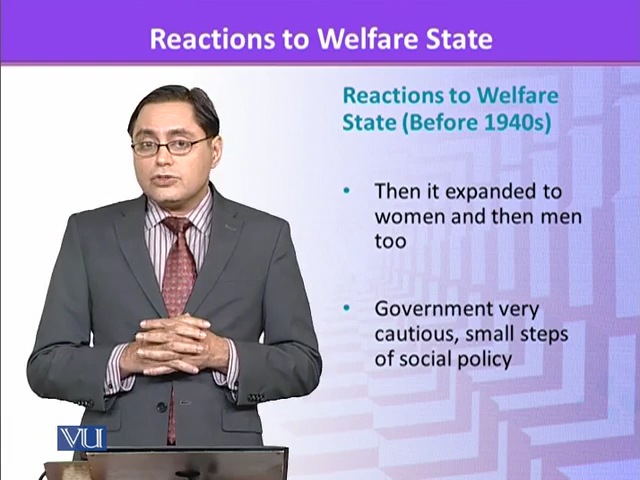 Reactions to Welfare State
Reactions to Welfare
State (Before 1940s)
• Then it expanded to
women and then men
too
• Government very
cautious, small steps
of social policy
VU